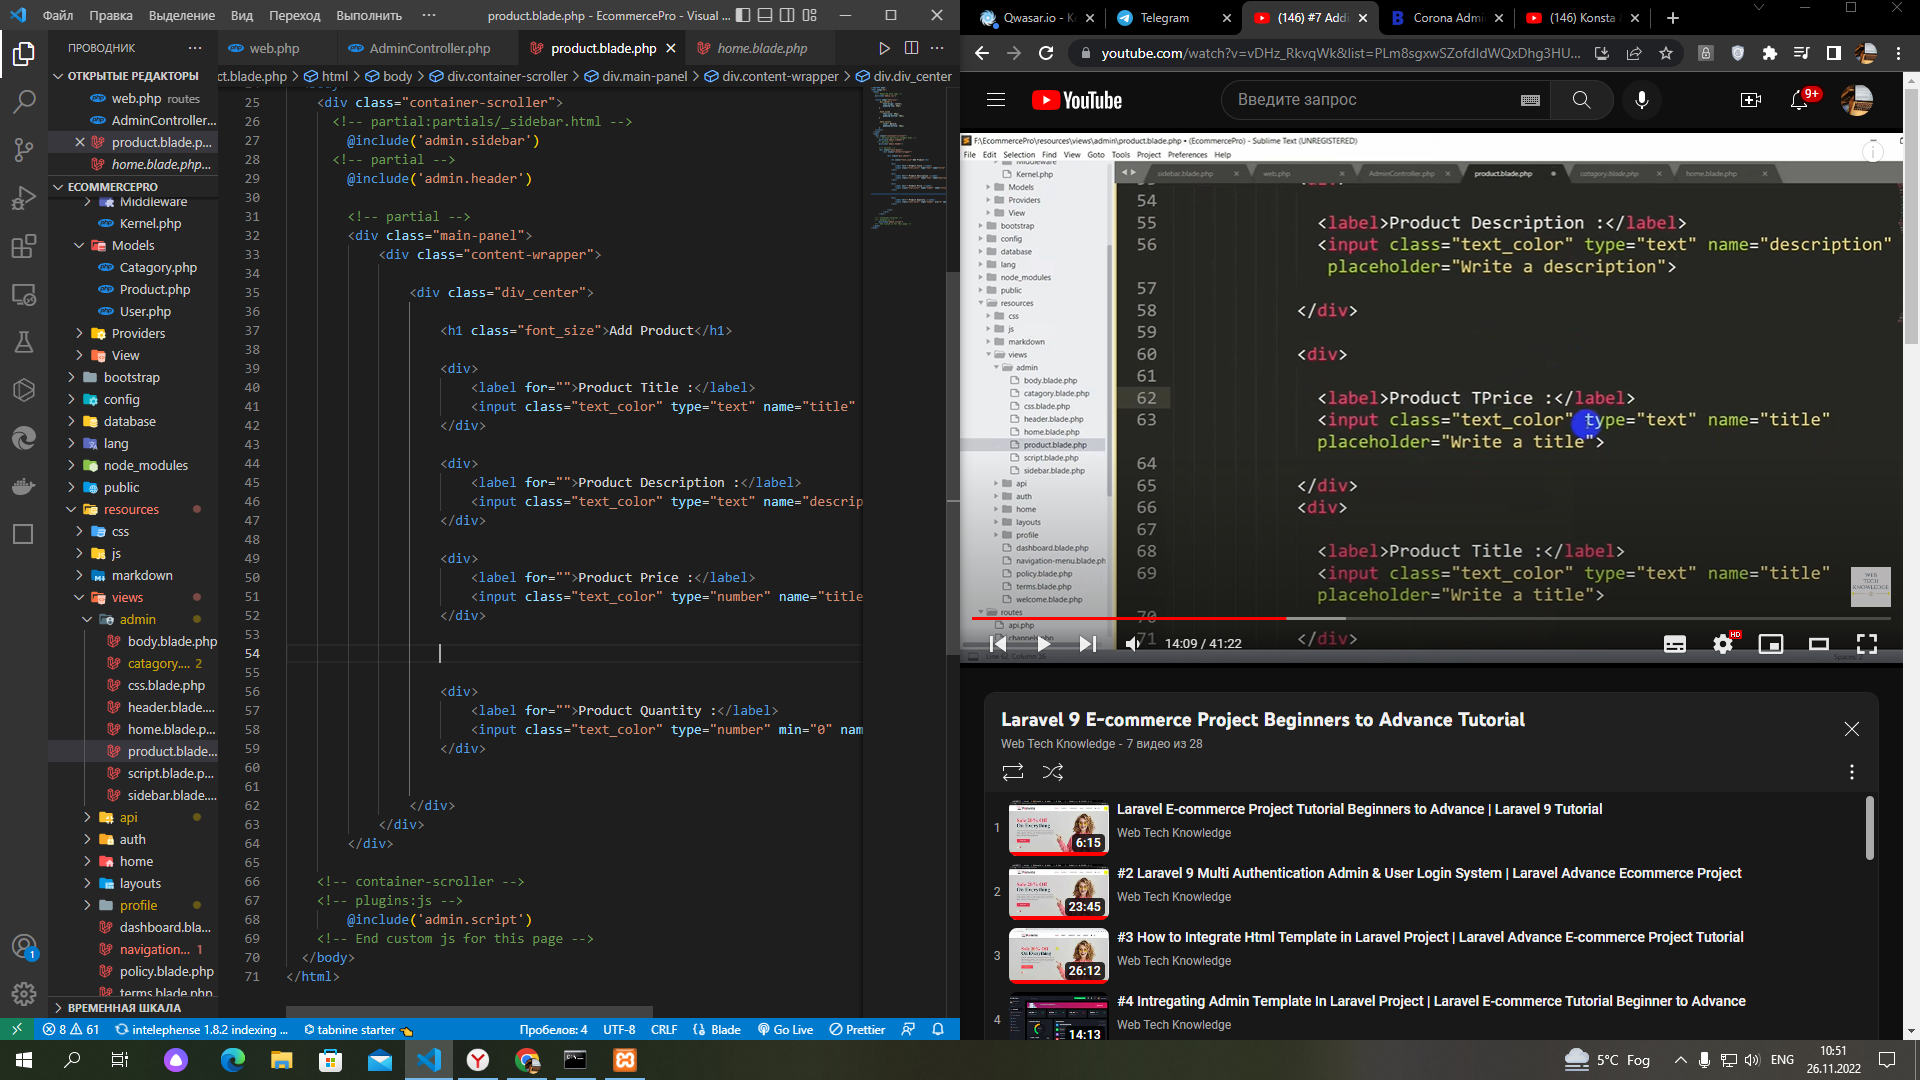 Файл Правка Выделение Вид Переход Выполнить ··· product.blade.php - EcommercePro - Visual ...
ПРОВОДНИК ···
ОТКРЫТЫЕ РЕДАКТОРЫ
web.php routes
AdminController...
product.blade.p...
home.blade.php...
ECOMMERCEPRO
Middleware
Kernel.php
Models
Catagory.php
Product.php
User.php
Providers
View
bootstrap
config
database
lang
node_modules
public
resources
css
js
markdown
views
admin
body.blade.php
catagory.... 2
css.blade.php
header.blade....
home.blade.p...
product.blade...
script.blade.p...
sidebar.blade....
api
auth
home
layouts
profile
dashboard.bla...
navigation... 1
policy.blade.php
terms.blade.php
ВРЕМЕННАЯ ШКАЛА
web.php AdminController.php product.blade.php home.blade.php
ct.blade.php > html > body > div.container-scroller > div.main-panel > div.content-wrapper > div.div_center
25 <div class="container-scroller">
26 <!-- partial:partials/_sidebar.html -->
27 @include('admin.sidebar')
28 <!-- partial -->
29 @include('admin.header')
30
31 <!-- partial -->
32 <div class="main-panel">
33 <div class="content-wrapper">
34
35 <div class="div_center">
36
37 <h1 class="font_size">Add Product</h1>
38
39 <div>
40 <label for="">Product Title :</label>
41 <input class="text_color" type="text" name="title"
42 </div>
43
44 <div>
45 <label for="">Product Description :</label>
46 <input class="text_color" type="text" name="descrip
47 </div>
48
49 <div>
50 <label for="">Product Price :</label>
51 <input class="text_color" type="number" name="title
52 </div>
53
54
55
56 <div>
57 <label for="">Product Quantity :</label>
58 <input class="text_color" type="number" min="0" nam
59 </div>
60
61
62 </div>
63 </div>
64 </div>
65
66 <!-- container-scroller -->
67 <!-- plugins:js -->
68 @include('admin.script')
69 <!-- End custom js for this page -->
70 </body>
71 </html>
1
8 61 intelephense 1.8.2 indexing ... tabnine starter Пробелов: 4 UTF-8 CRLF Blade Go Live Prettier
Qwasar.io - K Telegram (146) #7 Addi Corona Admi (146) Konsta
youtube.com/watch?v=vDHz_RkvqWk&list=PLm8sgxwSZofdIdWQxDhg3HU...
YouTube
Введите запрос
9+
F:\EcommercePro\resources\views\admin\product.blade.php • (EcommercePro) - Sublime Text (UNREGISTERED)
File Edit Selection Find View Goto Tools Project Preferences Help
Kernel.php
Models
Providers
View
bootstrap
config
database
lang
node_modules
public
resources
css
js
markdown
views
admin
body.blade.php
catagory.blade.php
css.blade.php
header.blade.php
home.blade.php
product.blade.php
script.blade.php
sidebar.blade.php
api
auth
home
layouts
profile
dashboard.blade.php
navigation-menu.blade.ph
policy.blade.php
terms.blade.php
welcome.blade.php
routes
api.php
channels.php
sidebar.blade.php web.php AdminController.php product.blade.php catagory.blade.php home.blade.php
54
55 <label>Product Description :</label>
56 <input class="text_color" type="text" name="description"
placeholder="Write a description">
57
58 </div>
59
60 <div>
61
62 <label>Product TPrice :</label>
63 <input class="text_color" type="text" name="title"
placeholder="Write a title">
64
65 </div>
66 <div>
67
68 <label>Product Title :</label>
69 <input class="text_color" type="text" name="title"
placeholder="Write a title">
70
71 </div>
WEB
TECH
KNOWLEDGE
14:09 / 41:22
HD
Laravel 9 E-commerce Project Beginners to Advance Tutorial
Web Tech Knowledge - 7 видео из 28
1 6:15 Laravel E-commerce Project Tutorial Beginners to Advance | Laravel 9 Tutorial
Web Tech Knowledge
2 23:45 #2 Laravel 9 Multi Authentication Admin & User Login System | Laravel Advance Ecommerce Project
Web Tech Knowledge
3 26:12 #3 How to Integrate Html Template in Laravel Project | Laravel Advance E-commerce Project Tutorial
Web Tech Knowledge
4 14:13 #4 Intregating Admin Template In Laravel Project | Laravel E-commerce Tutorial Beginner to Advance
Web Tech Knowledge
5°C Fog ENG 10:51
26.11.2022